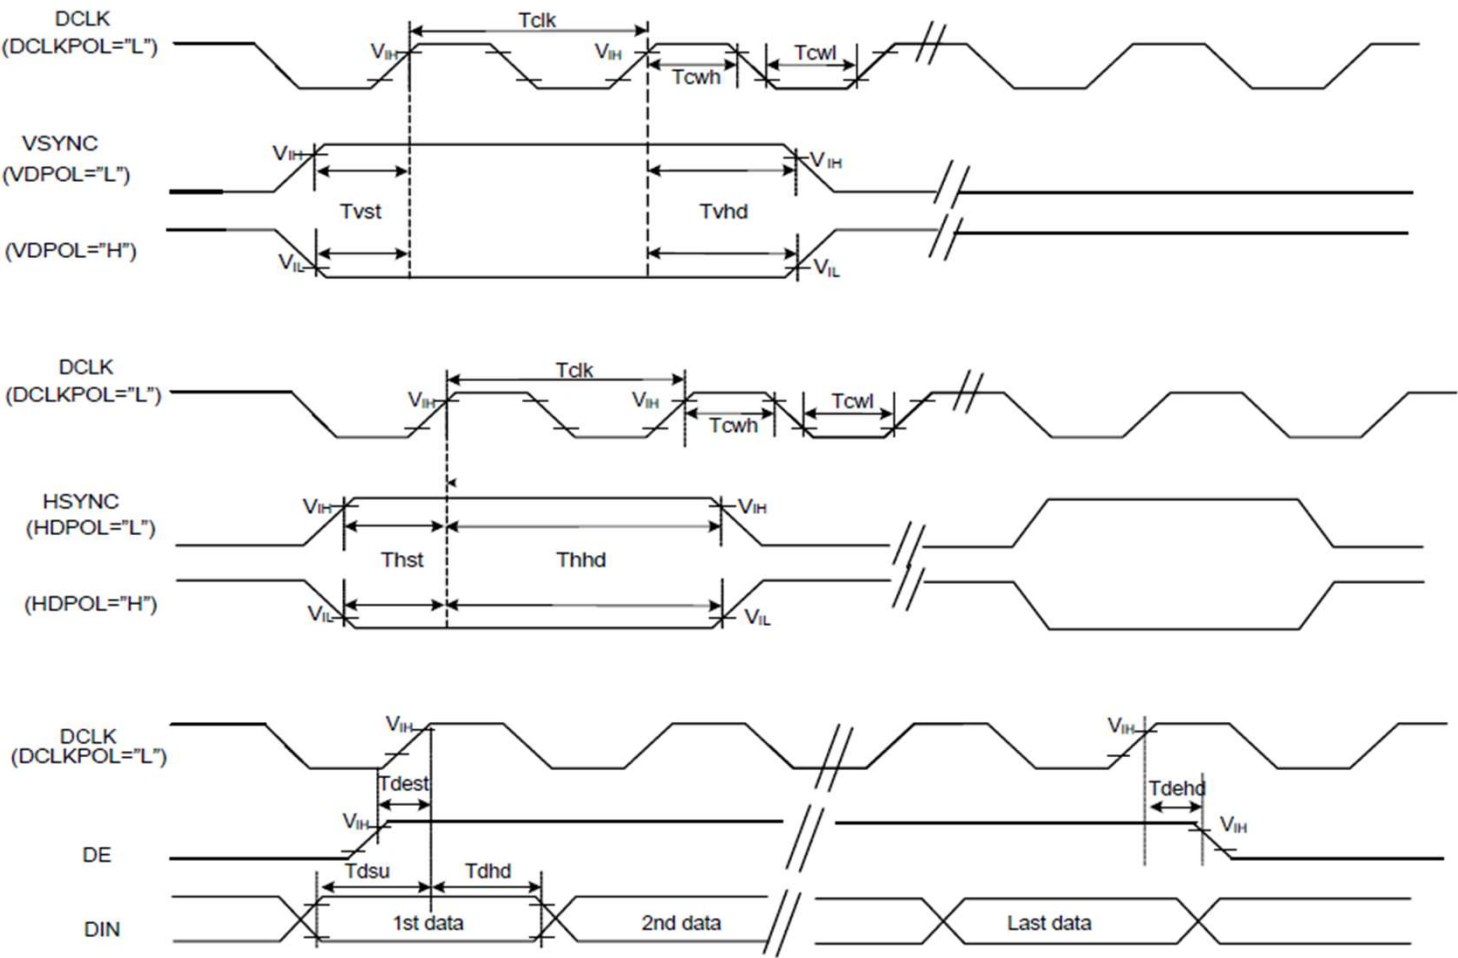 DCLK
(DCLKPOL="L")
VIH
Tclk
VIH
Tcwh
Tcwl
VSYNC
(VDPOL="L")
VIH
VIH
Tvst
Tvhd
(VDPOL="H")
VIL
VIL
DCLK
(DCLKPOL="L")
VIH
Tclk
VIH
Tcwh
Tcwl
HSYNC
(HDPOL="L")
VIH
VIH
Thst
Thhd
(HDPOL="H")
VIL
VIL
DCLK
(DCLKPOL="L")
VIH
VIH
Tdest
Tdehd
VIH
VIH
DE
Tdsu
Tdhd
DIN
1st data
2nd data
Last data